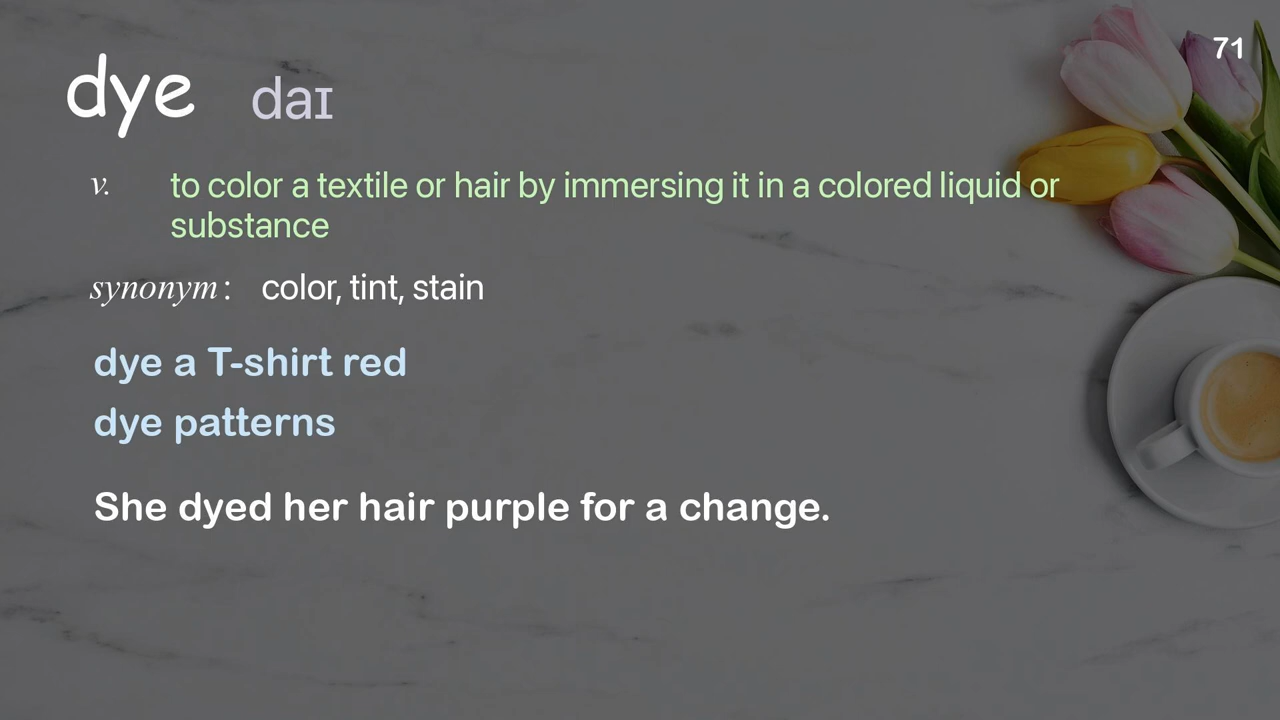 71
dye daɪ
v. to color a textile or hair by immersing it in a colored liquid or
substance
synonym: color, tint, stain
dye a T-shirt red
dye patterns
She dyed her hair purple for a change.